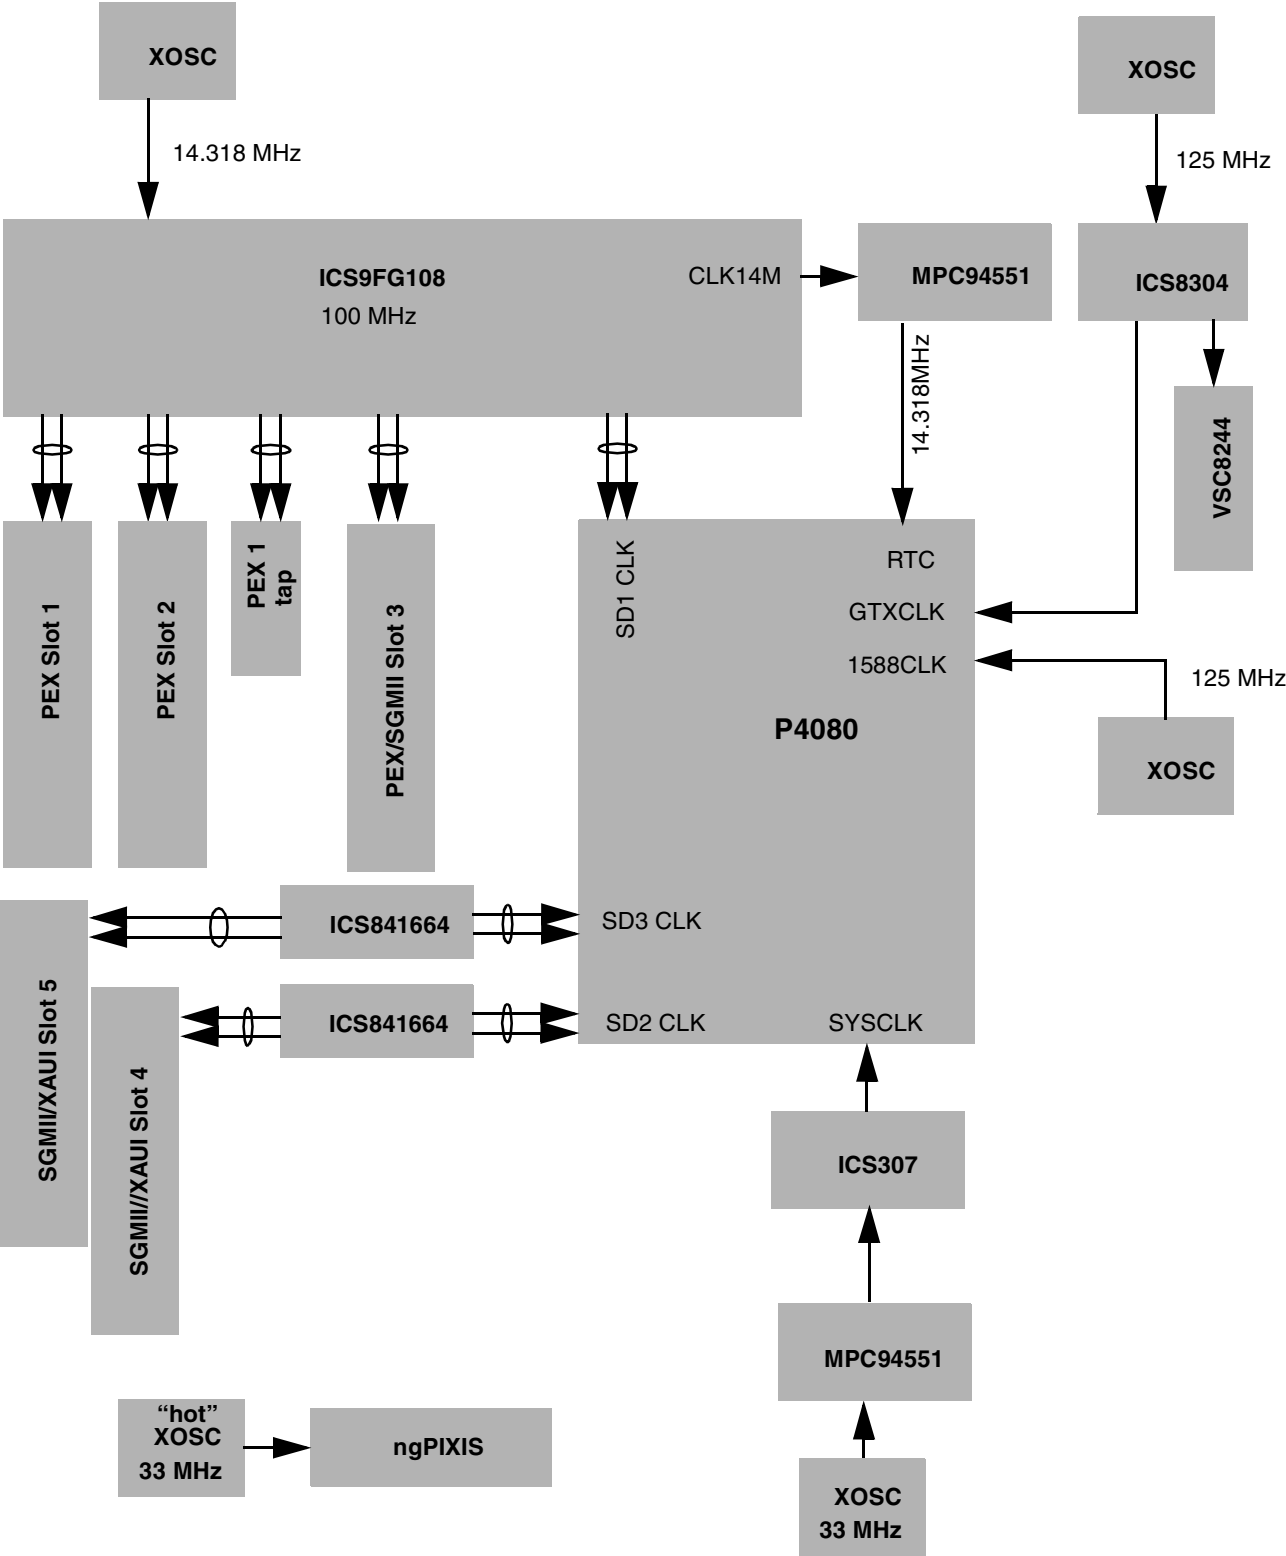 XOSC
XOSC
14.318 MHz
125 MHz
ICS9FG108
100 MHz
CLK14M
MPC94551
ICS8304
14.318MHz
VSC8244
PEX Slot 1
PEX Slot 2
PEX 1
tap
PEX/SGMII Slot 3
SD1 CLK
RTC
GTXCLK
1588CLK
125 MHz
P4080
XOSC
ICS841664
SD3 CLK
SGMII/XAUI Slot 5
ICS841664
SD2 CLK
SYSCLK
SGMII//XAUI Slot 4
ICS307
MPC94551
“hot”
XOSC
33 MHz
ngPIXIS
XOSC
33 MHz